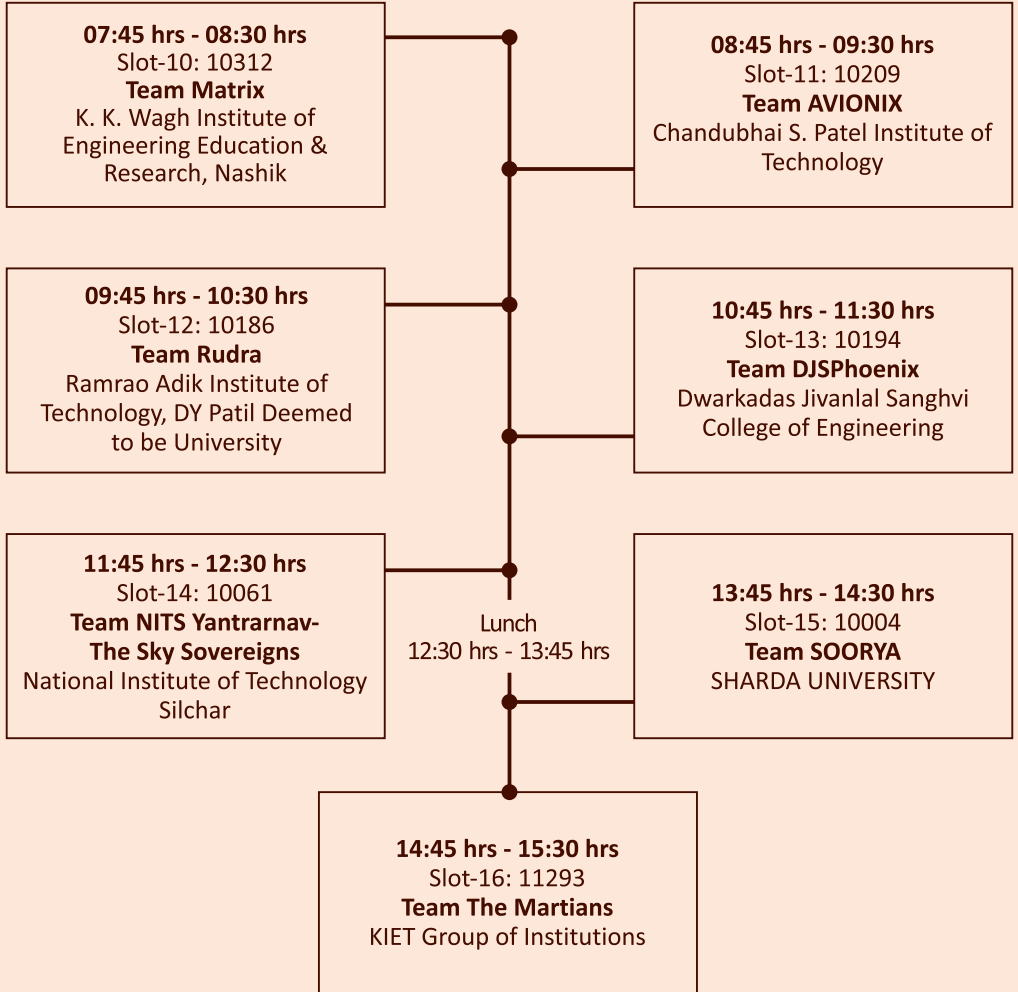 07:45 hrs - 08:30 hrs
Slot-10: 10312
Team Matrix
K. K. Wagh Institute of
Engineering Education &
Research, Nashik
08:45 hrs - 09:30 hrs
Slot-11: 10209
Team AVIONIX
Chandubhai S. Patel Institute of
Technology
09:45 hrs - 10:30 hrs
Slot-12: 10186
Team Rudra
Ramrao Adik Institute of
Technology, DY Patil Deemed
to be University
10:45 hrs - 11:30 hrs
Slot-13: 10194
Team DJSPhoenix
Dwarkadas Jivanlal Sanghvi
College of Engineering
11:45 hrs - 12:30 hrs
Slot-14: 10061
Team NITS Yantrarnav-
The Sky Sovereigns
National Institute of Technology
Silchar
Lunch
12:30 hrs - 13:45 hrs
13:45 hrs - 14:30 hrs
Slot-15: 10004
Team SOORYA
SHARDA UNIVERSITY
14:45 hrs - 15:30 hrs
Slot-16: 11293
Team The Martians
KIET Group of Institutions